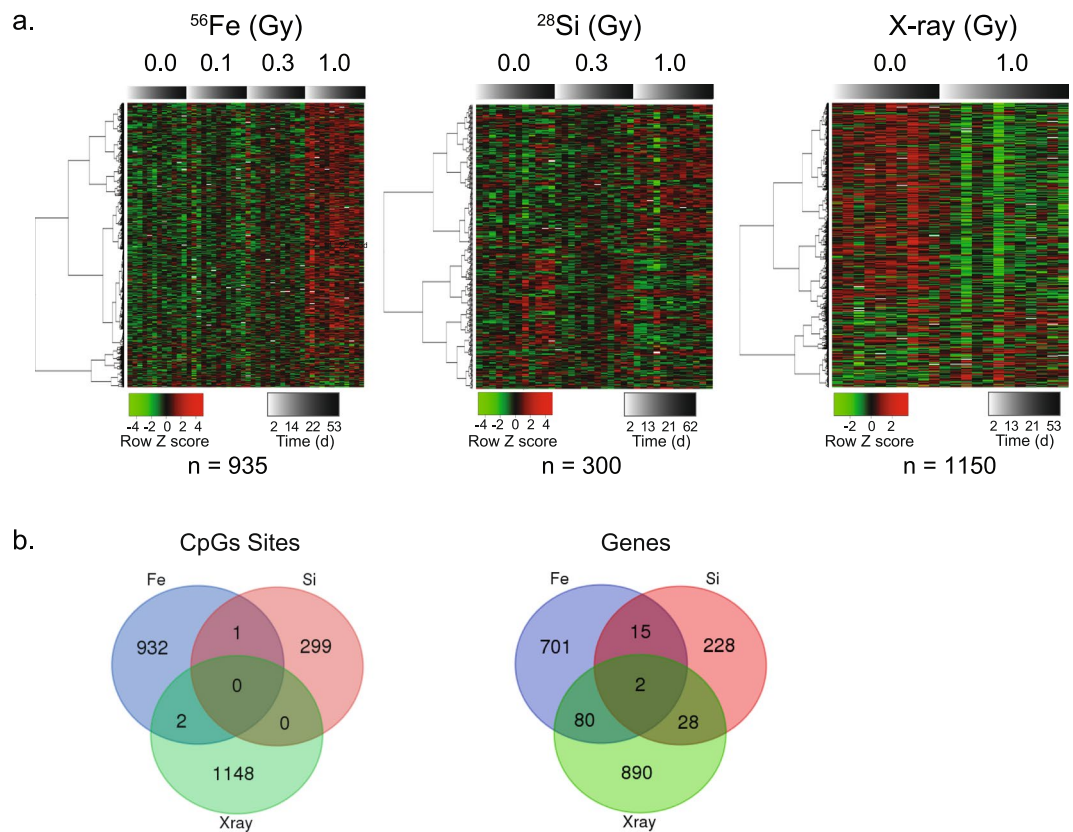 a.
⁵⁶Fe (Gy)
0.0 0.1 0.3 1.0
-4 -2 0 2 4
Row Z score
2 14 22 53
Time (d)
n = 935
²⁸Si (Gy)
0.0 0.3 1.0
-4 -2 0 2 4
Row Z score
2 13 21 62
Time (d)
n = 300
X-ray (Gy)
0.0 1.0
-2 0 2
Row Z score
2 13 21 53
Time (d)
n = 1150
b.
CpGs Sites
Fe
Si
932
1
299
0
2
0
1148
Xray
Genes
Fe
Si
701
15
228
2
80
28
890
Xray